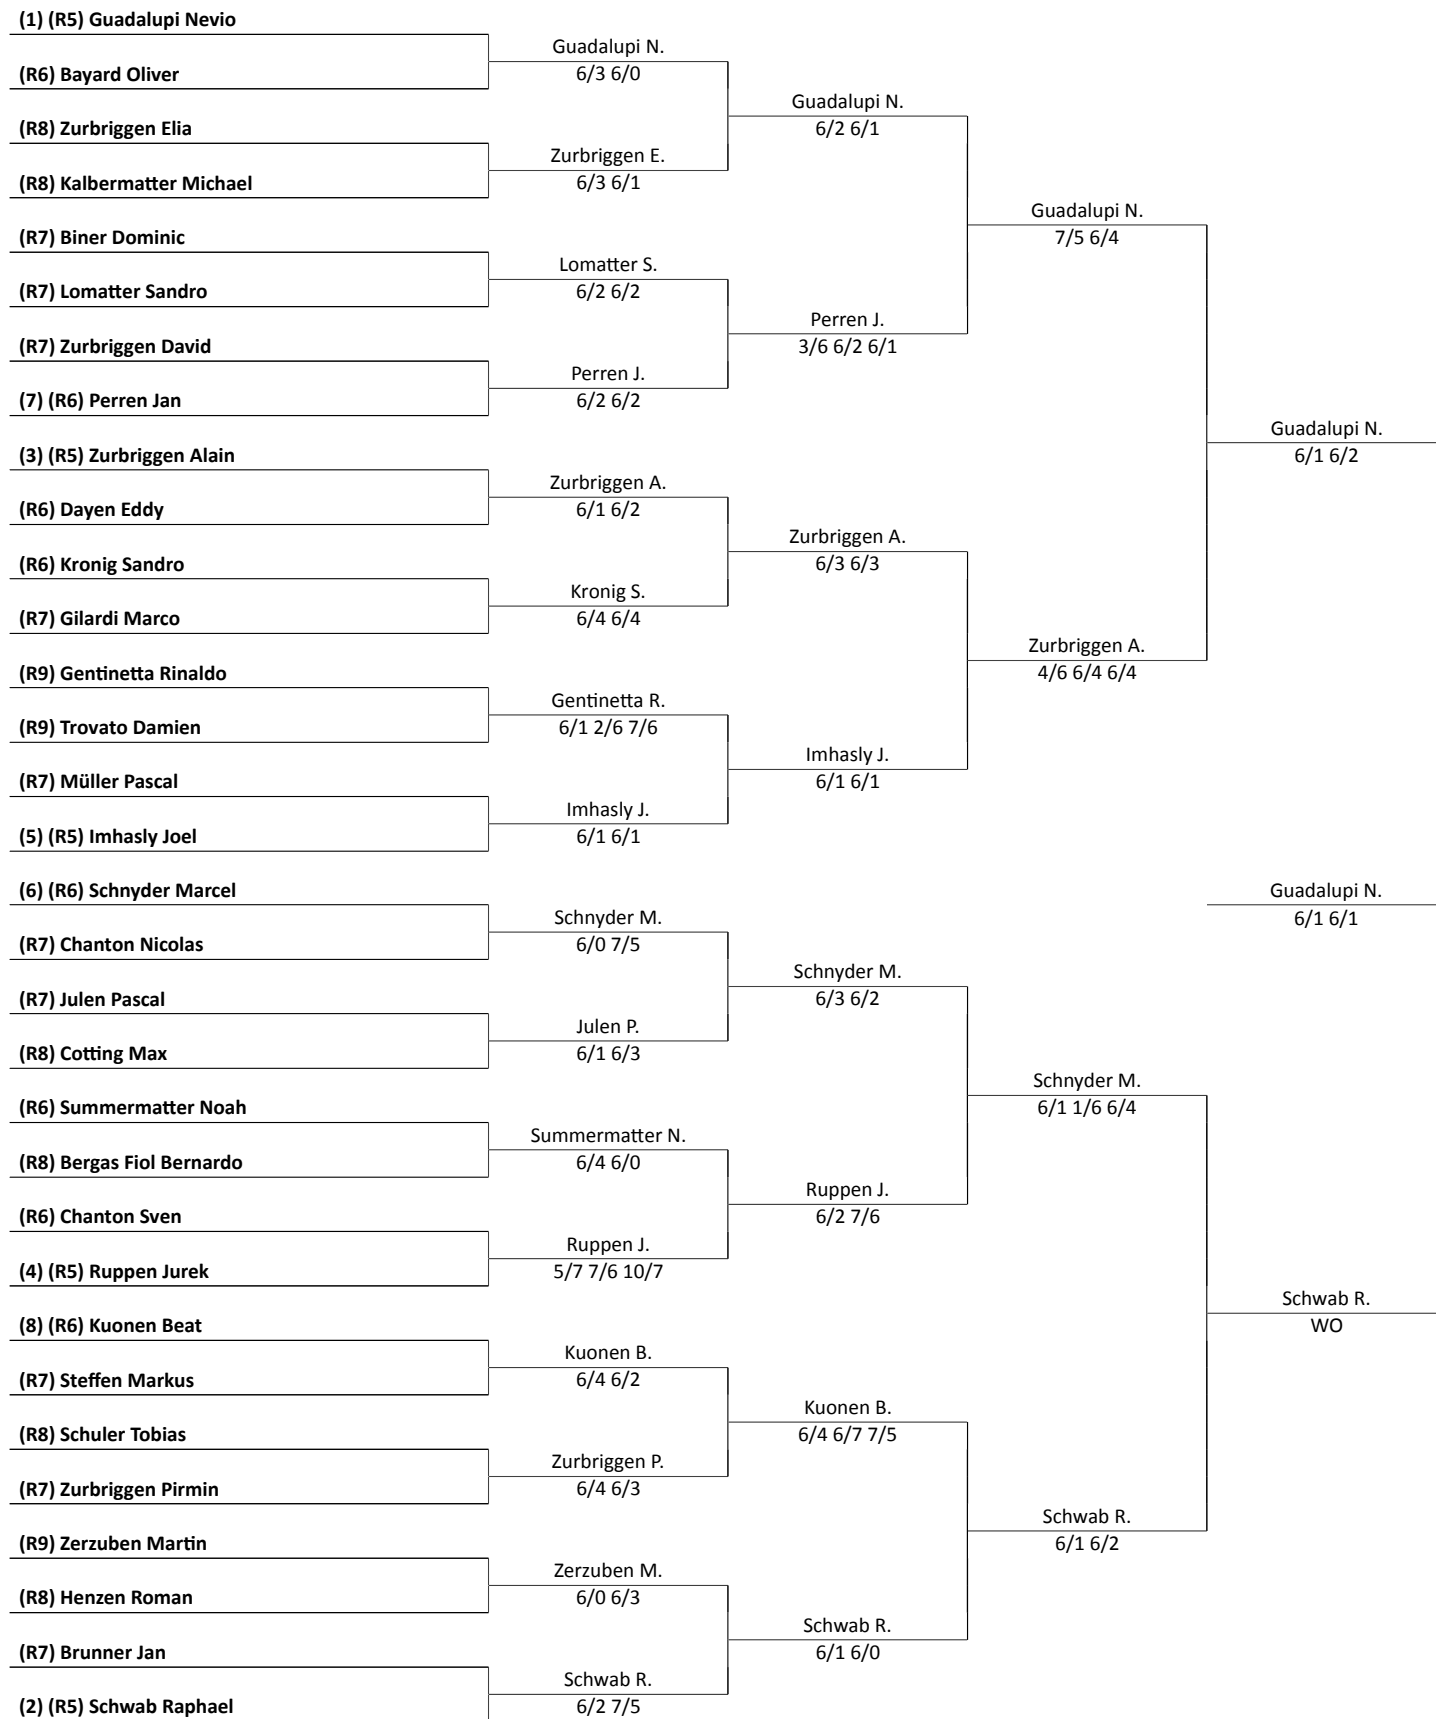 (1) (R5) Guadalupi Nevio
Guadalupi N.
(R6) Bayard Oliver
6/3 6/0
Guadalupi N.
(R8) Zurbriggen Elia
6/2 6/1
Zurbriggen E.
(R8) Kalbermatter Michael
6/3 6/1
Guadalupi N.
(R7) Biner Dominic
7/5 6/4
Lomatter S.
(R7) Lomatter Sandro
6/2 6/2
Perren J.
(R7) Zurbriggen David
3/6 6/2 6/1
Perren J.
(7) (R6) Perren Jan
6/2 6/2
Guadalupi N.
(3) (R5) Zurbriggen Alain
6/1 6/2
Zurbriggen A.
(R6) Dayen Eddy
6/1 6/2
Zurbriggen A.
(R6) Kronig Sandro
6/3 6/3
Kronig S.
(R7) Gilardi Marco
6/4 6/4
Zurbriggen A.
(R9) Gentinetta Rinaldo
4/6 6/4 6/4
Gentinetta R.
(R9) Trovato Damien
6/1 2/6 7/6
Imhasly J.
(R7) Müller Pascal
6/1 6/1
Imhasly J.
(5) (R5) Imhasly Joel
6/1 6/1
(6) (R6) Schnyder Marcel
Guadalupi N.
6/1 6/1
Schnyder M.
(R7) Chanton Nicolas
6/0 7/5
Schnyder M.
(R7) Julen Pascal
6/3 6/2
Julen P.
(R8) Cotting Max
6/1 6/3
Schnyder M.
(R6) Summermatter Noah
6/1 1/6 6/4
Summermatter N.
(R8) Bergas Fiol Bernardo
6/4 6/0
Ruppen J.
(R6) Chanton Sven
6/2 7/6
Ruppen J.
(4) (R5) Ruppen Jurek
5/7 7/6 10/7
Schwab R.
(8) (R6) Kuonen Beat
WO
Kuonen B.
(R7) Steffen Markus
6/4 6/2
Kuonen B.
(R8) Schuler Tobias
6/4 6/7 7/5
Zurbriggen P.
(R7) Zurbriggen Pirmin
6/4 6/3
Schwab R.
(R9) Zerzuben Martin
6/1 6/2
Zerzuben M.
(R8) Henzen Roman
6/0 6/3
Schwab R.
(R7) Brunner Jan
6/1 6/0
Schwab R.
(2) (R5) Schwab Raphael
6/2 7/5